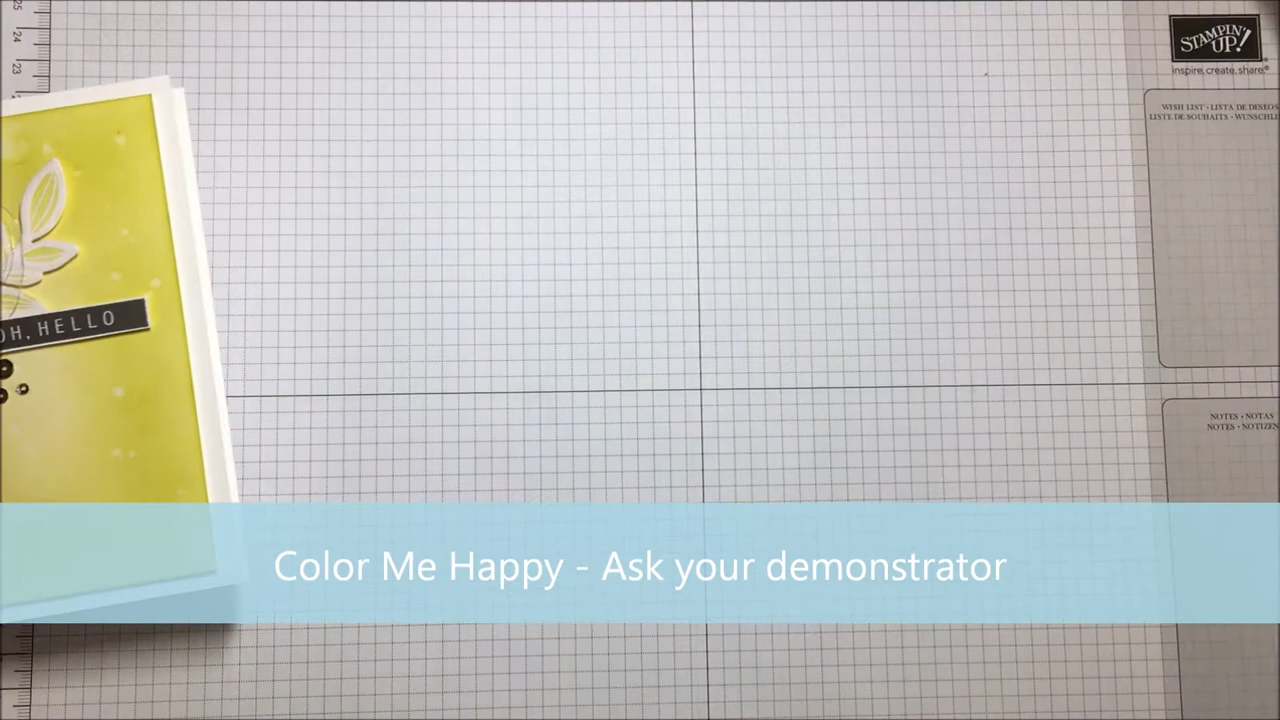 25
24
23
STAMPIN'
UP!
inspire.create.share.®
WISH LIST • LISTA DE DESEOS
LISTE DE SOUHAITS • WUNSCHLI
OH, HELLO
NOTES • NOTAS
NOTES • NOTIZEN
Color Me Happy - Ask your demonstrator